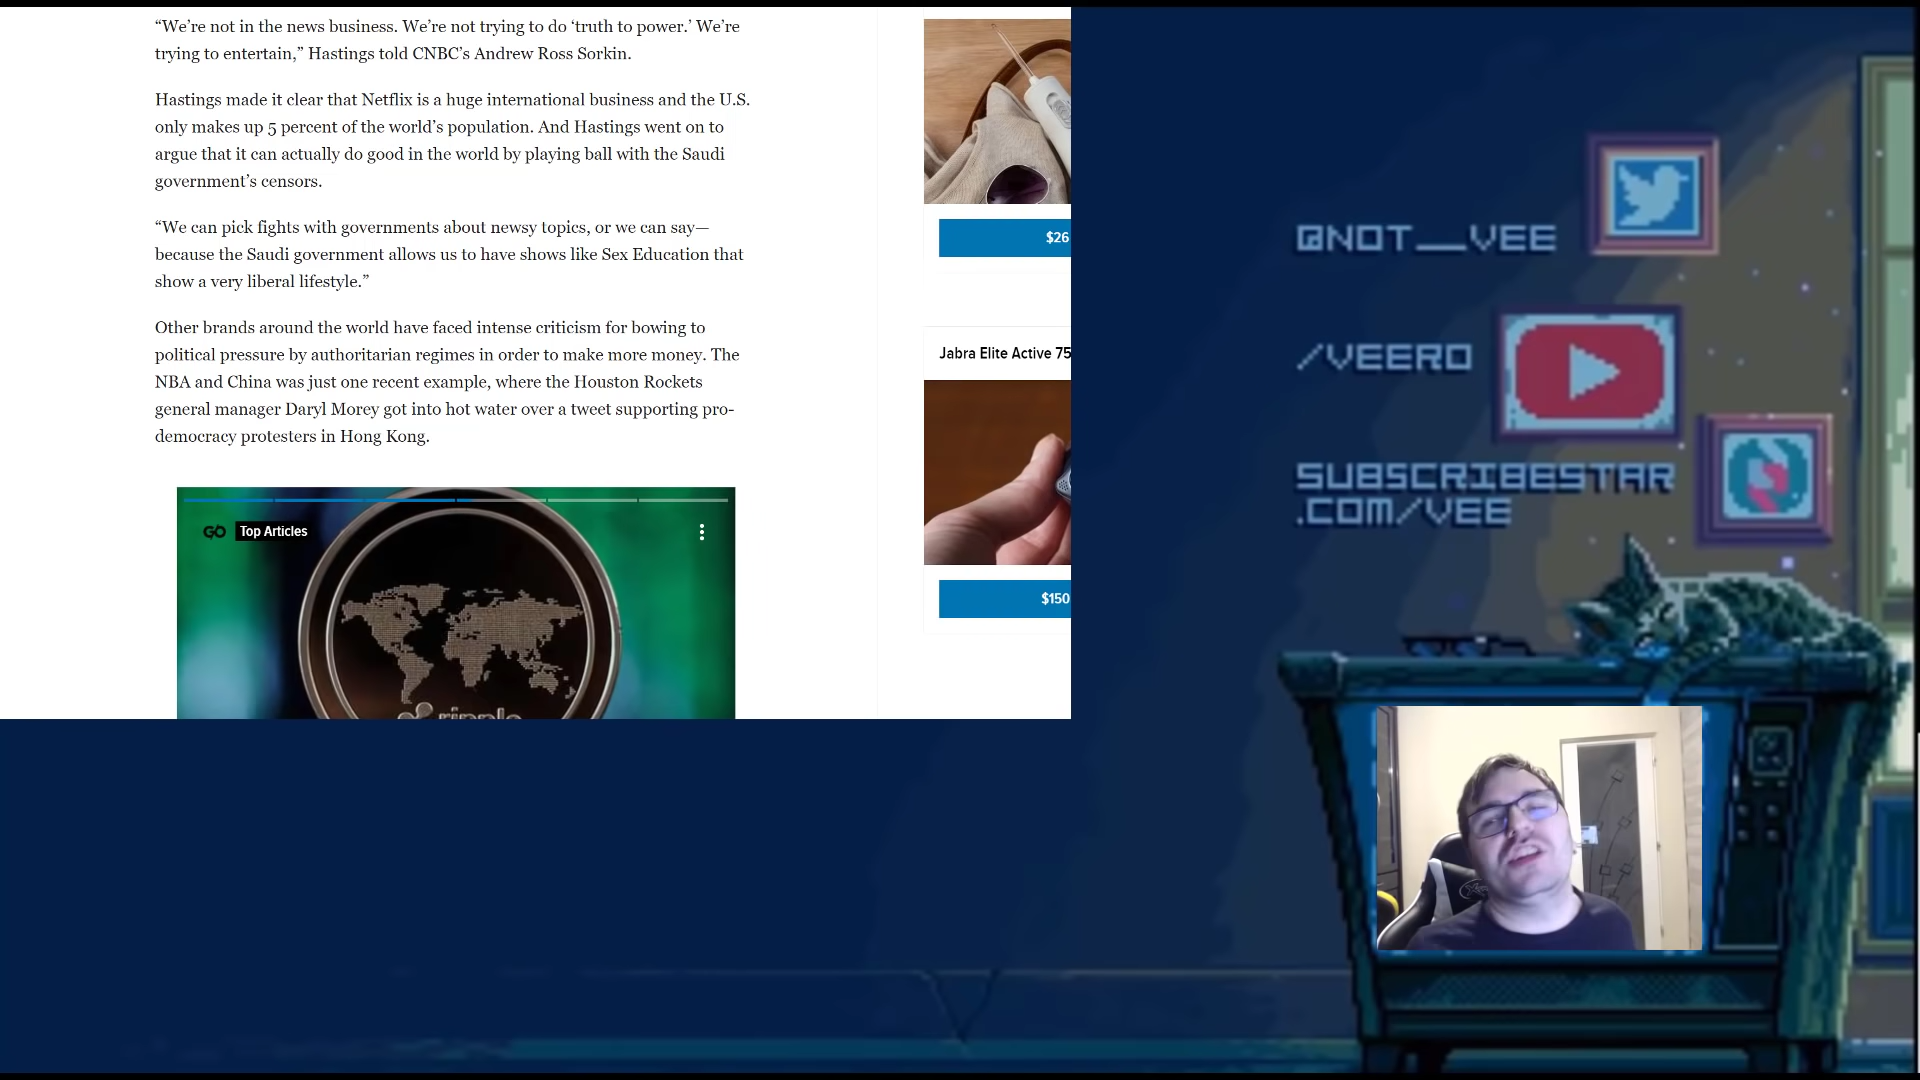 “We’re not in the news business. We’re not trying to do ‘truth to power.’ We’re
trying to entertain,” Hastings told CNBC’s Andrew Ross Sorkin.
Hastings made it clear that Netflix is a huge international business and the U.S.
only makes up 5 percent of the world’s population. And Hastings went on to
argue that it can actually do good in the world by playing ball with the Saudi
government’s censors.
“We can pick fights with governments about newsy topics, or we can say—
because the Saudi government allows us to have shows like Sex Education that
show a very liberal lifestyle.”
Other brands around the world have faced intense criticism for bowing to
political pressure by authoritarian regimes in order to make more money. The
NBA and China was just one recent example, where the Houston Rockets
general manager Daryl Morey got into hot water over a tweet supporting pro-
democracy protesters in Hong Kong.
GO Top Articles
ripple
$26
Jabra Elite Active 75
$150
@NOT__VEE
/VEERO
SUBSCRIBESTAR
.COM/VEE